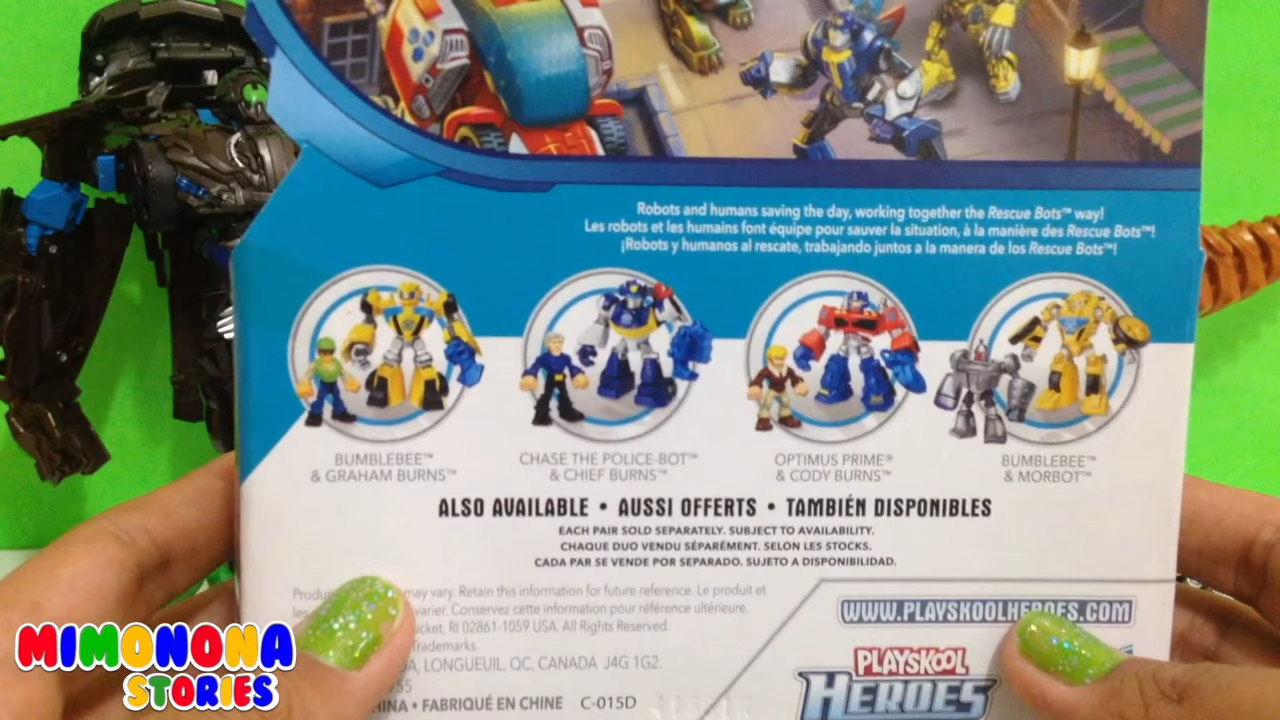 Robots and humans saving the day, working together the Rescue Bots™ way!
Les robots et les humains font équipe pour sauver la situation, à la manière des Rescue Bots™!
¡Robots y humanos al rescate, trabajando juntos a la manera de los Rescue Bots™!
BUMBLEBEE™
& GRAHAM BURNS™
CHASE THE POLICE-BOT™
& CHIEF BURNS™
OPTIMUS PRIME®
& CODY BURNS™
BUMBLEBEE™
& MORBOT™
ALSO AVAILABLE • AUSSI OFFERTS • TAMBIÉN DISPONIBLES
EACH PAIR SOLD SEPARATELY. SUBJECT TO AVAILABILITY.
CHAQUE DUO VENDU SÉPARÉMENT. SELON LES STOCKS.
CADA PAR SE VENDE POR SEPARADO. SUJETO A DISPONIBILIDAD.
may vary. Retain this information for future reference. Le produit et
les varier. Conservez cette information pour référence ultérieure.
RI 02861-1059 USA. All Rights Reserved.
LONGUEUIL, QC, CANADA J4G 1G2.
• FABRIQUÉ EN CHINE C-015D
WWW.PLAYSKOOLHEROES.COM
PLAYSKOOL
HEROES
MIMONONA
STORIES